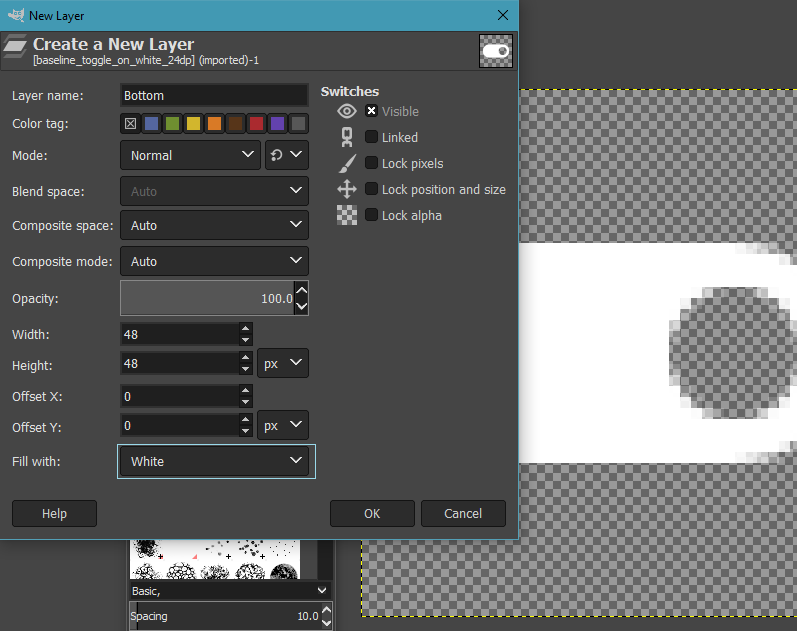 New Layer
Create a New Layer
[baseline_toggle_on_white_24dp] (imported)-1
Layer name: Bottom
Color tag:
Mode: Normal
Blend space: Auto
Composite space: Auto
Composite mode: Auto
Opacity: 100.0
Width: 48
Height: 48 px
Offset X: 0
Offset Y: 0 px
Fill with: White
Switches
Visible
Linked
Lock pixels
Lock position and size
Lock alpha
Help OK Cancel
Basic,
Spacing 10.0